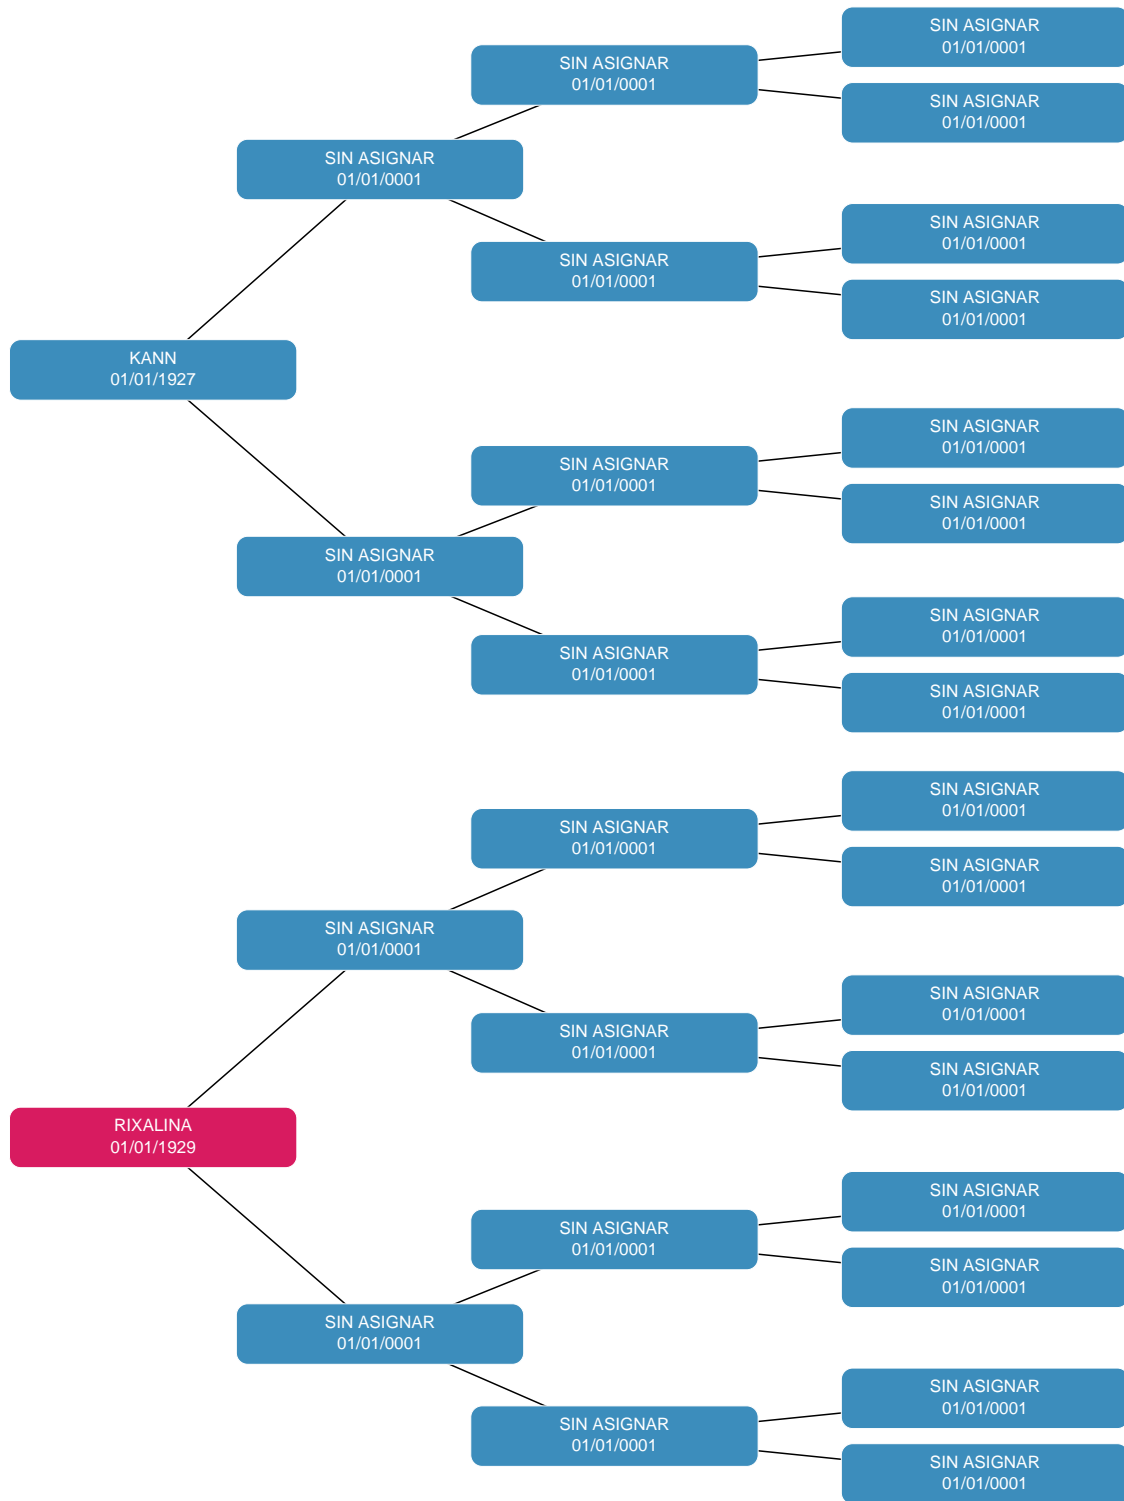 SIN ASIGNAR
01/01/0001
SIN ASIGNAR
01/01/0001
SIN ASIGNAR
01/01/0001
SIN ASIGNAR
01/01/0001
SIN ASIGNAR
01/01/0001
SIN ASIGNAR
01/01/0001
SIN ASIGNAR
01/01/0001
KANN
01/01/1927
SIN ASIGNAR
01/01/0001
SIN ASIGNAR
01/01/0001
SIN ASIGNAR
01/01/0001
SIN ASIGNAR
01/01/0001
SIN ASIGNAR
01/01/0001
SIN ASIGNAR
01/01/0001
SIN ASIGNAR
01/01/0001
SIN ASIGNAR
01/01/0001
SIN ASIGNAR
01/01/0001
SIN ASIGNAR
01/01/0001
SIN ASIGNAR
01/01/0001
SIN ASIGNAR
01/01/0001
SIN ASIGNAR
01/01/0001
SIN ASIGNAR
01/01/0001
RIXALINA
01/01/1929
SIN ASIGNAR
01/01/0001
SIN ASIGNAR
01/01/0001
SIN ASIGNAR
01/01/0001
SIN ASIGNAR
01/01/0001
SIN ASIGNAR
01/01/0001
SIN ASIGNAR
01/01/0001
SIN ASIGNAR
01/01/0001